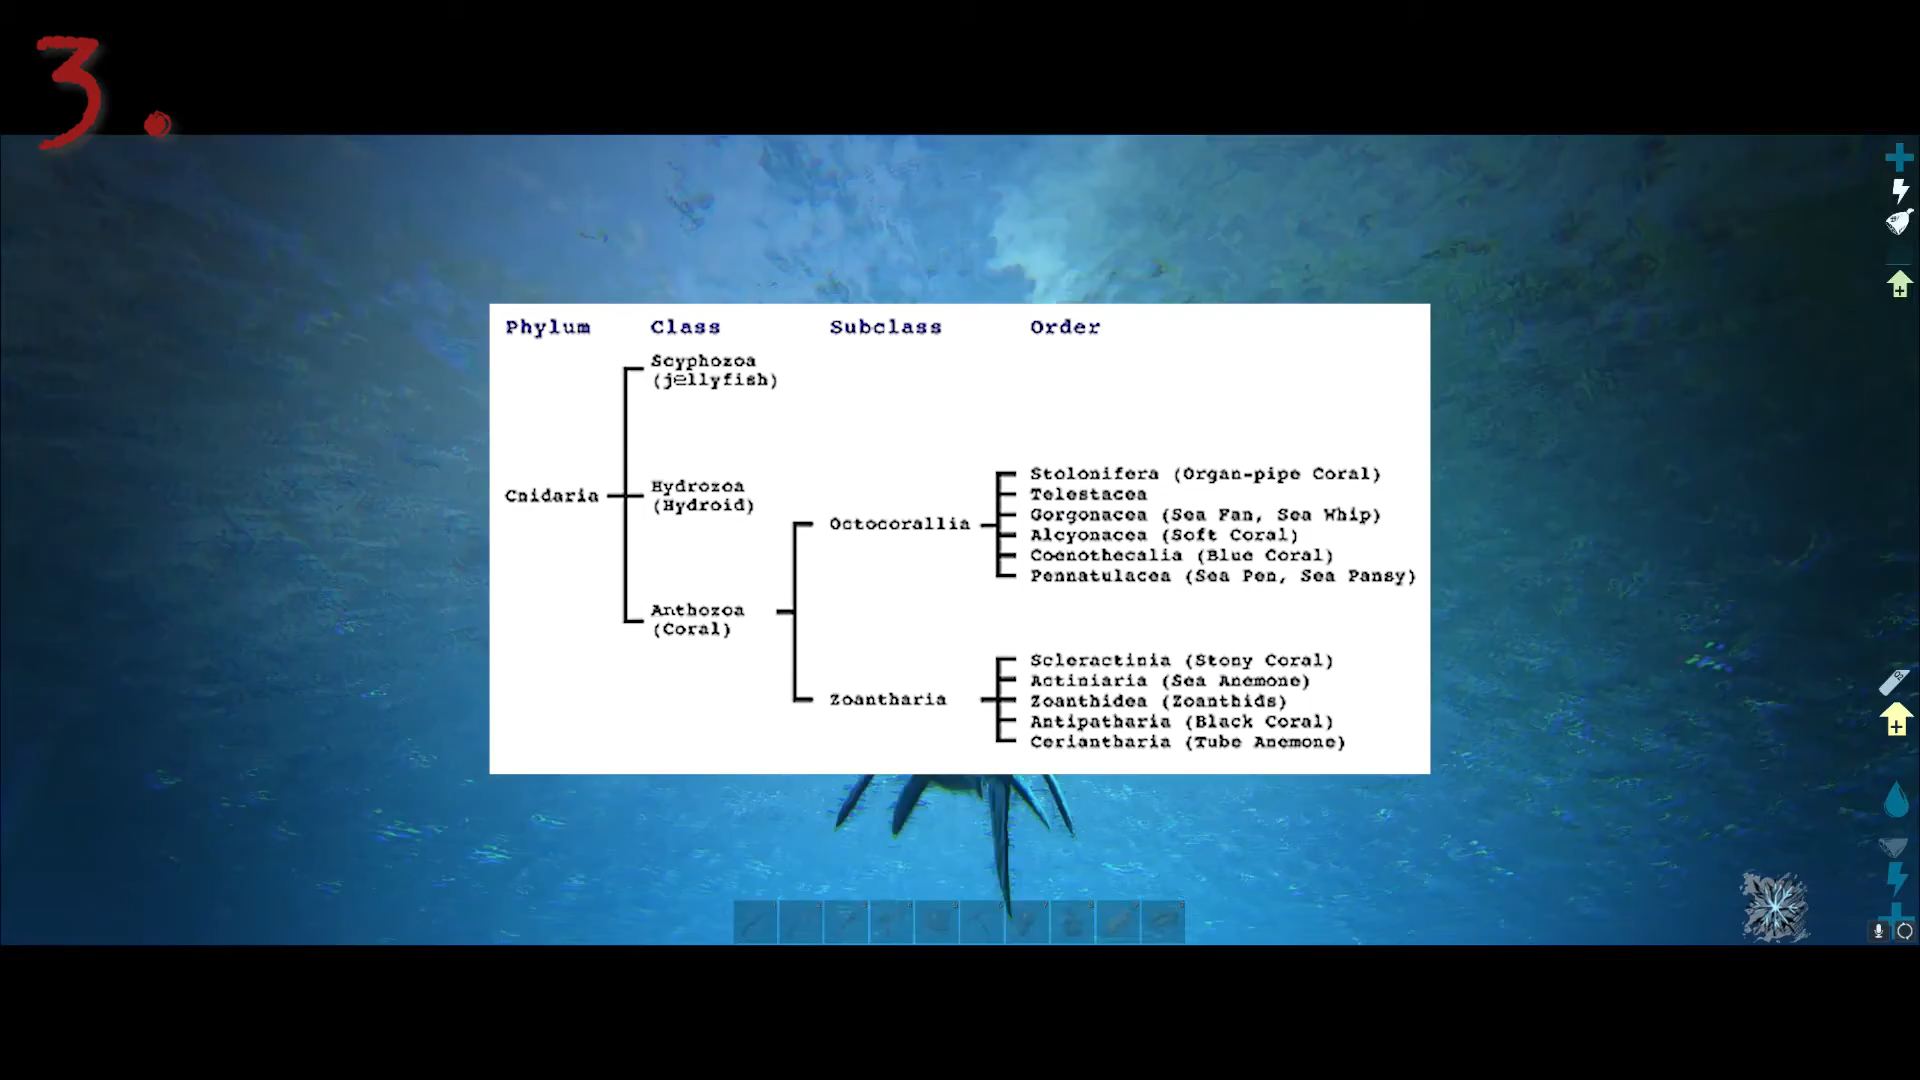 3.
Phylum Class Subclass Order
Scyphozoa
(jellyfish)
Cnidaria
Hydrozoa
(Hydroid)
Anthozoa
(Coral)
Octocorallia
Stolonifera (Organ-pipe Coral)
Telestacea
Gorgonacea (Sea Fan, Sea Whip)
Alcyonacea (Soft Coral)
Coenothecalia (Blue Coral)
Pennatulacea (Sea Pen, Sea Pansy)
Zoantharia
Scleractinia (Stony Coral)
Actiniaria (Sea Anemone)
Zoanthidea (Zoanthids)
Antipatharia (Black Coral)
Ceriantharia (Tube Anemone)